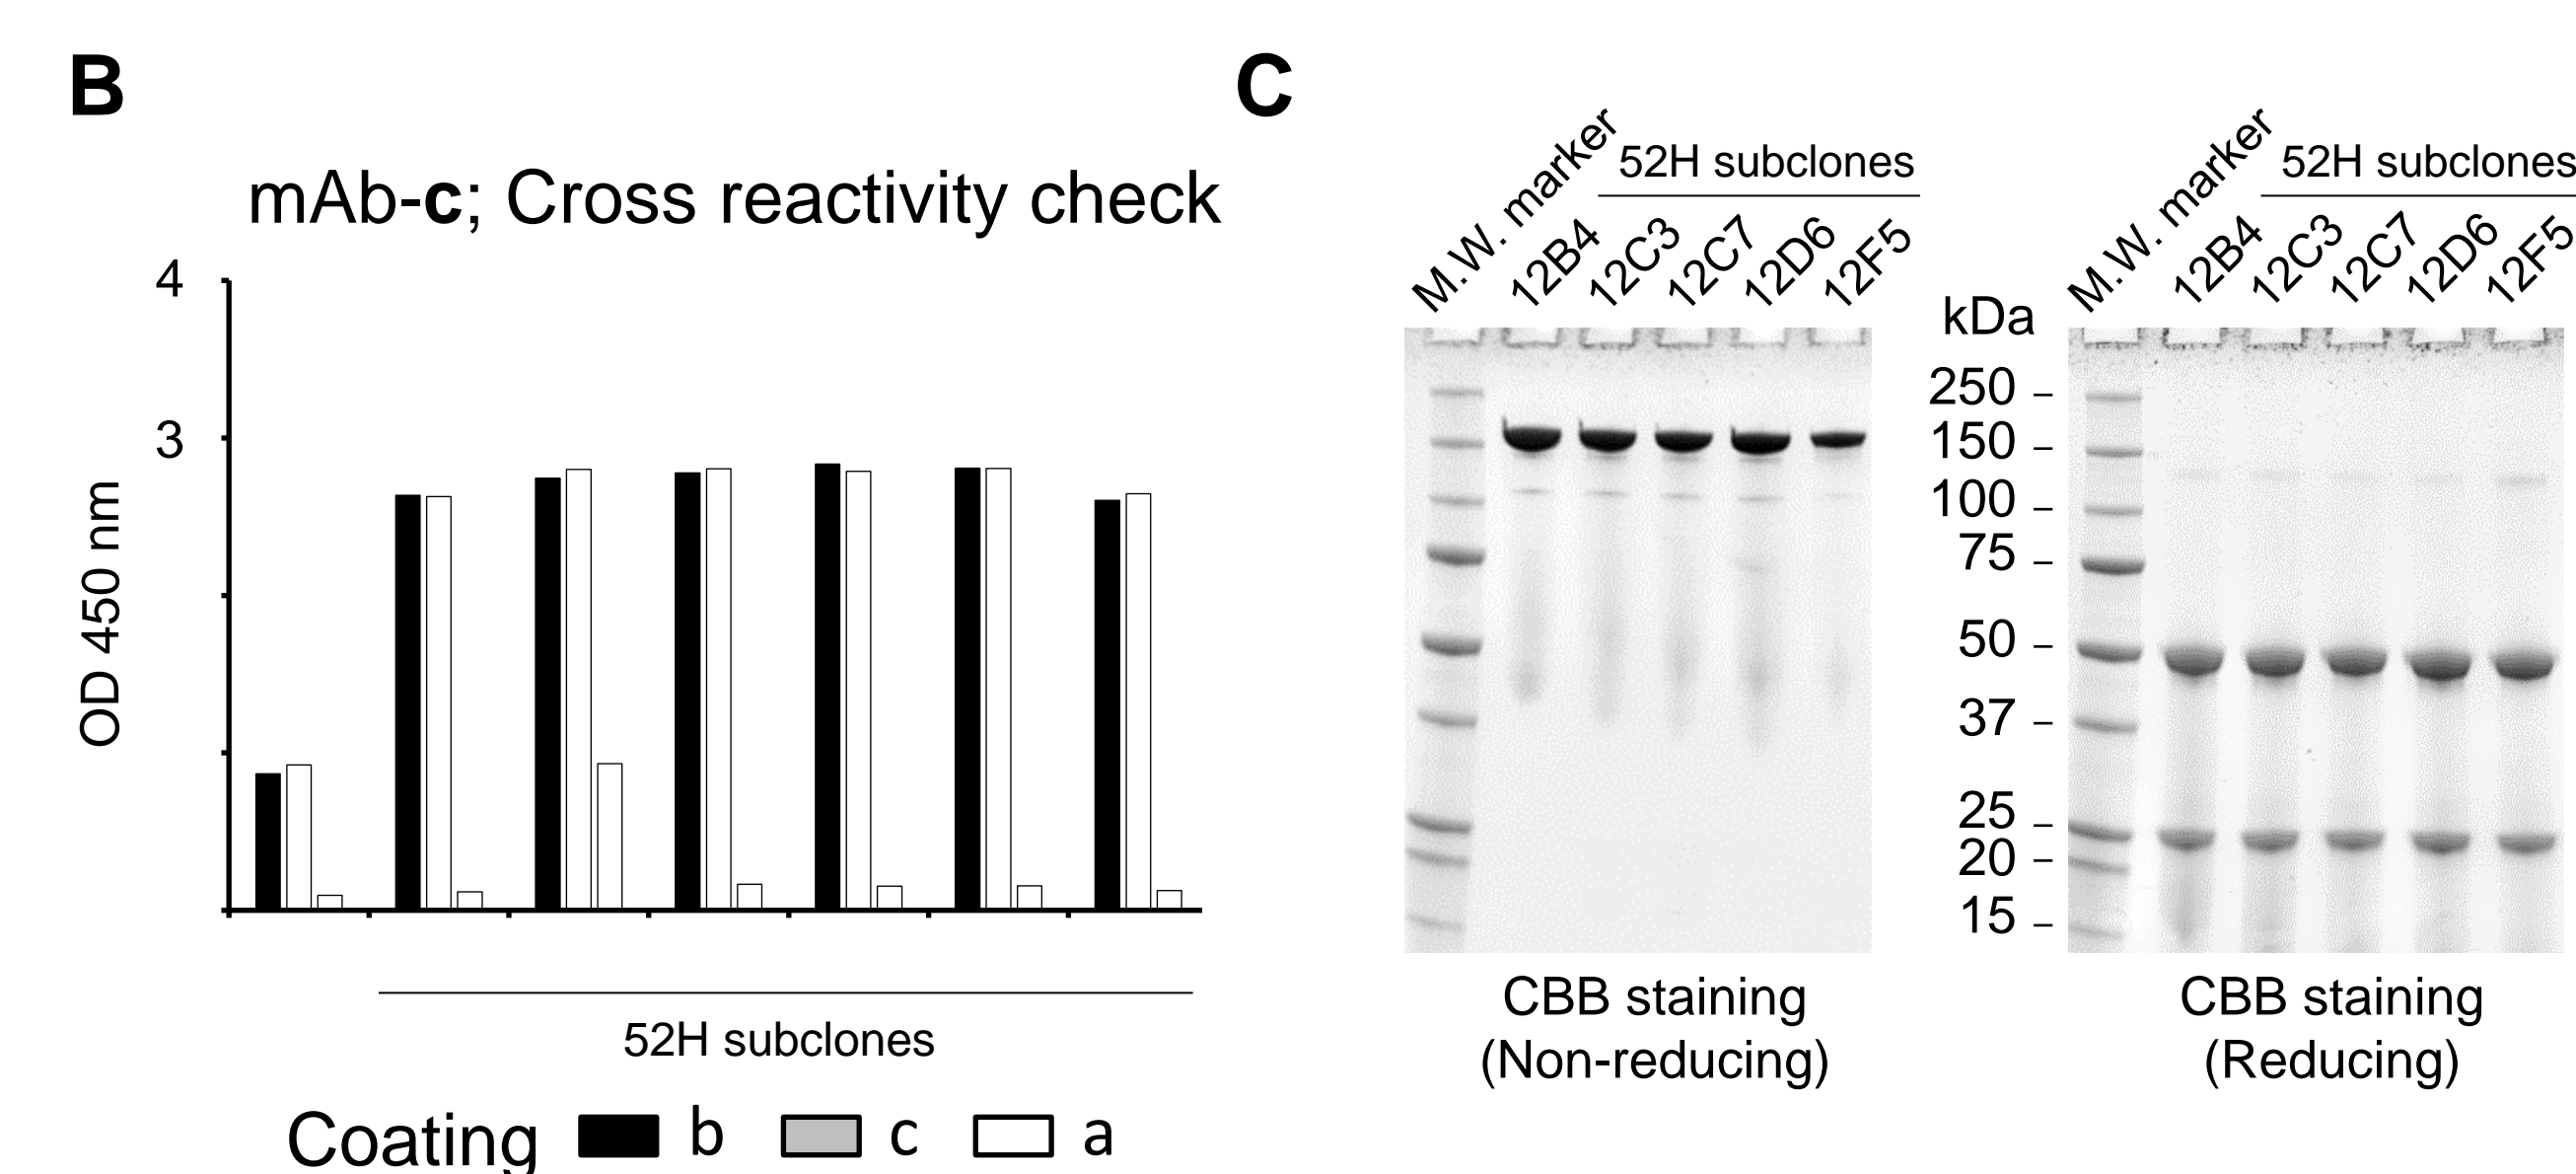 B
mAb-c; Cross reactivity check
4
3
OD 450 nm
52H subclones
Coating b c a
C
M.W. marker
52H subclones
12B4
12C3
12C7
12D6
12F5
CBB staining
(Non-reducing)
kDa
250
150
100
75
50
37
25
20
15
M.W. marker
52H subclones
12B4
12C3
12C7
12D6
12F5
CBB staining
(Reducing)